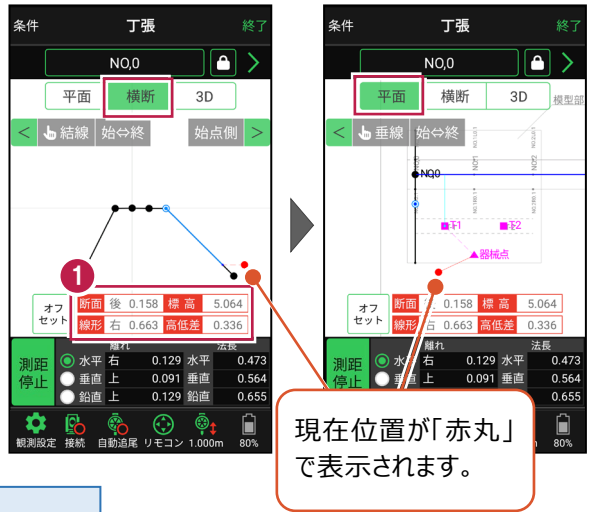 条件 丁張 終了
NO,0
平面 横断 3D
< 結線 始⇔終 始点側 >
1
オフセット
断面 後 0.158 標高 5.064
線形 右 0.663 高低差 0.336
離れ 法長
測距停止
水平 右 0.129 水平 0.473
垂直 上 0.091 垂直 0.564
鉛直 上 0.129 鉛直 0.655
観測設定 接続 自動追尾 リモコン 1.000m 80%
条件 丁張 終了
NO,0
平面 横断 3D
模型部
< 垂線 始⇔終 >
NO,0
NO,1
NO,2
T1 T2
器械点
オフセット
断面 0.158 標高 5.064
線形 右 0.663 高低差 0.336
離れ 法長
測距停止
水平 右 0.129 水平 0.473
垂直 上 0.091 垂直 0.564
0.655
80%
現在位置が「赤丸」
で表示されます。